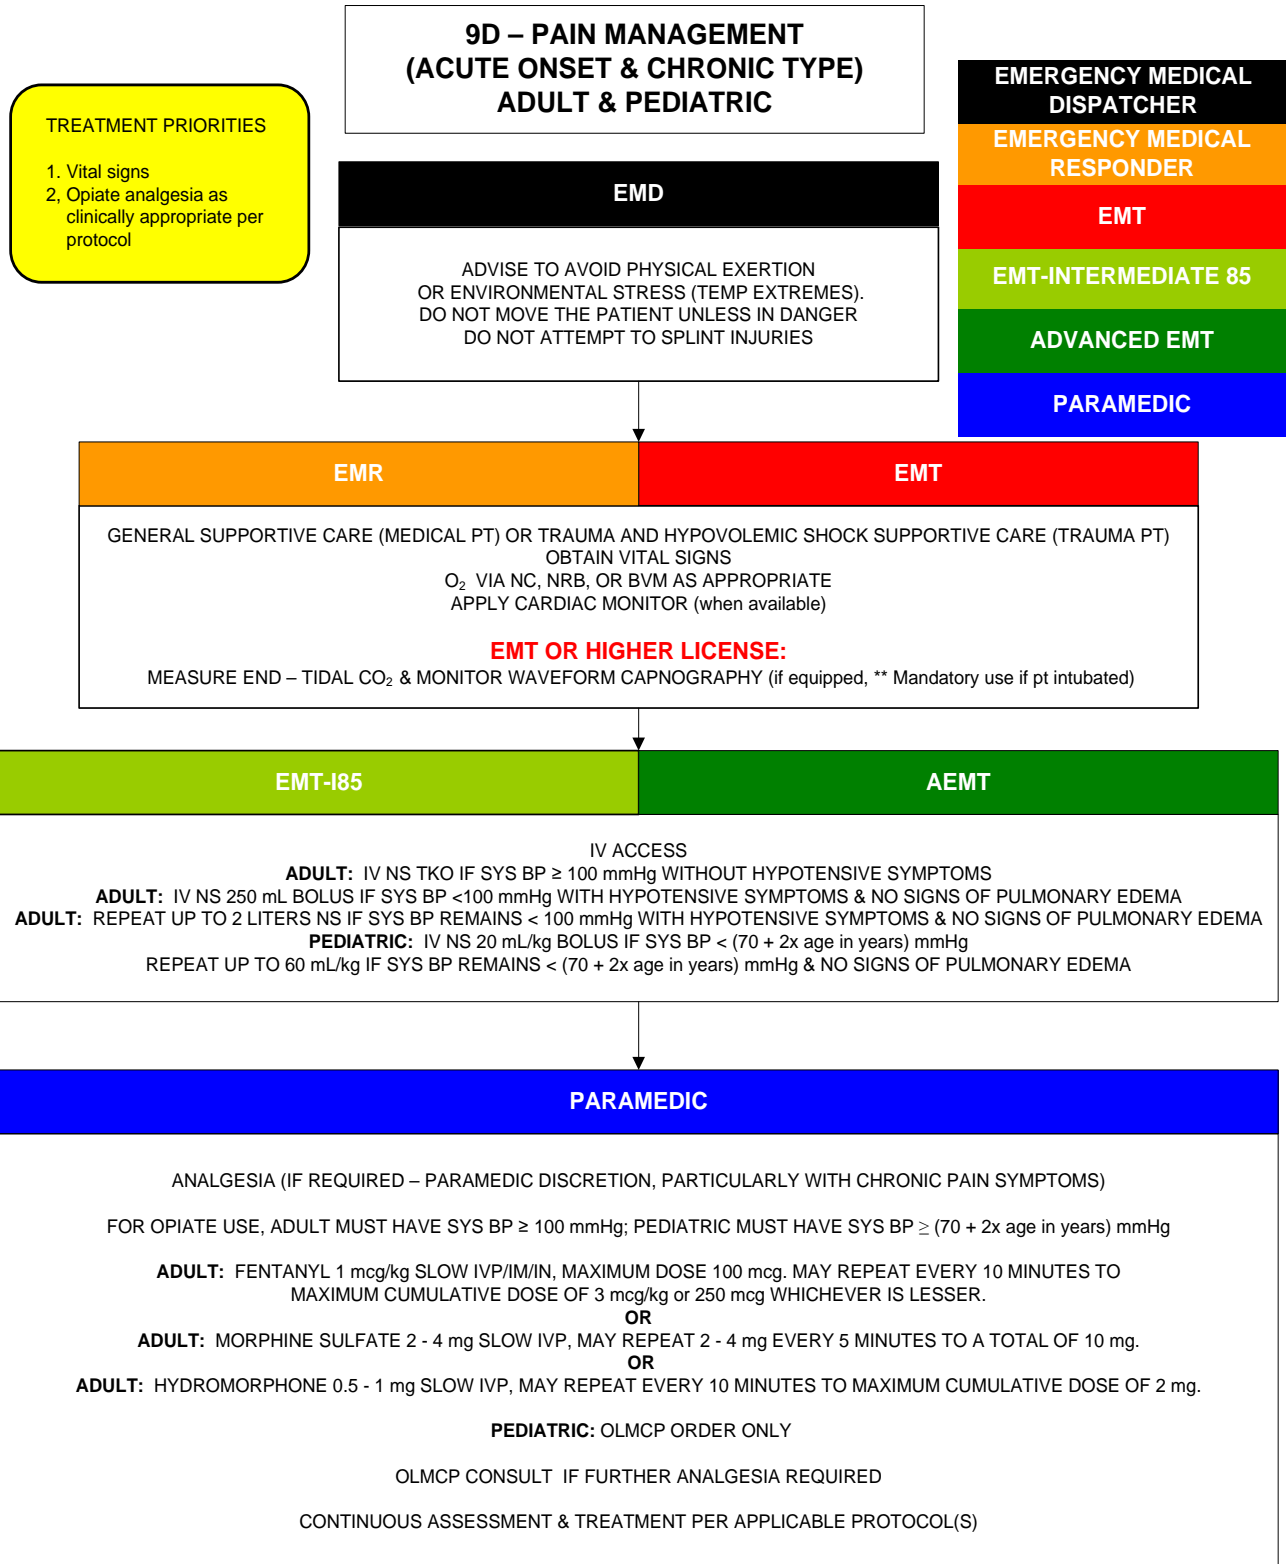 9D – PAIN MANAGEMENT
(ACUTE ONSET & CHRONIC TYPE)
ADULT & PEDIATRIC
TREATMENT PRIORITIES
1. Vital signs
2, Opiate analgesia as
clinically appropriate per
protocol
EMERGENCY MEDICAL
DISPATCHER
EMERGENCY MEDICAL
RESPONDER
EMT
EMT-INTERMEDIATE 85
ADVANCED EMT
PARAMEDIC
EMD
ADVISE TO AVOID PHYSICAL EXERTION
OR ENVIRONMENTAL STRESS (TEMP EXTREMES).
DO NOT MOVE THE PATIENT UNLESS IN DANGER
DO NOT ATTEMPT TO SPLINT INJURIES
EMR
EMT
GENERAL SUPPORTIVE CARE (MEDICAL PT) OR TRAUMA AND HYPOVOLEMIC SHOCK SUPPORTIVE CARE (TRAUMA PT)
OBTAIN VITAL SIGNS
O₂ VIA NC, NRB, OR BVM AS APPROPRIATE
APPLY CARDIAC MONITOR (when available)
EMT OR HIGHER LICENSE:
MEASURE END – TIDAL CO₂ & MONITOR WAVEFORM CAPNOGRAPHY (if equipped, ** Mandatory use if pt intubated)
EMT-I85
AEMT
IV ACCESS
ADULT: IV NS TKO IF SYS BP ≥ 100 mmHg WITHOUT HYPOTENSIVE SYMPTOMS
ADULT: IV NS 250 mL BOLUS IF SYS BP <100 mmHg WITH HYPOTENSIVE SYMPTOMS & NO SIGNS OF PULMONARY EDEMA
ADULT: REPEAT UP TO 2 LITERS NS IF SYS BP REMAINS < 100 mmHg WITH HYPOTENSIVE SYMPTOMS & NO SIGNS OF PULMONARY EDEMA
PEDIATRIC: IV NS 20 mL/kg BOLUS IF SYS BP < (70 + 2x age in years) mmHg
REPEAT UP TO 60 mL/kg IF SYS BP REMAINS < (70 + 2x age in years) mmHg & NO SIGNS OF PULMONARY EDEMA
PARAMEDIC
ANALGESIA (IF REQUIRED – PARAMEDIC DISCRETION, PARTICULARLY WITH CHRONIC PAIN SYMPTOMS)
FOR OPIATE USE, ADULT MUST HAVE SYS BP ≥ 100 mmHg; PEDIATRIC MUST HAVE SYS BP ≥ (70 + 2x age in years) mmHg
ADULT: FENTANYL 1 mcg/kg SLOW IVP/IM/IN, MAXIMUM DOSE 100 mcg. MAY REPEAT EVERY 10 MINUTES TO
MAXIMUM CUMULATIVE DOSE OF 3 mcg/kg or 250 mcg WHICHEVER IS LESSER.
OR
ADULT: MORPHINE SULFATE 2 - 4 mg SLOW IVP, MAY REPEAT 2 - 4 mg EVERY 5 MINUTES TO A TOTAL OF 10 mg.
OR
ADULT: HYDROMORPHONE 0.5 - 1 mg SLOW IVP, MAY REPEAT EVERY 10 MINUTES TO MAXIMUM CUMULATIVE DOSE OF 2 mg.
PEDIATRIC: OLMCP ORDER ONLY
OLMCP CONSULT IF FURTHER ANALGESIA REQUIRED
CONTINUOUS ASSESSMENT & TREATMENT PER APPLICABLE PROTOCOL(S)